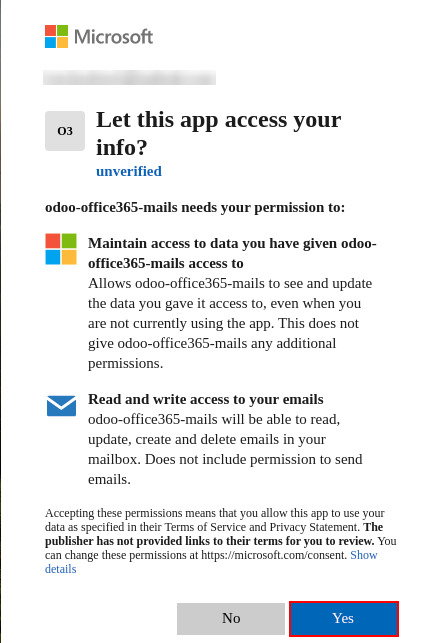 Microsoft
O3
Let this app access your
info?
unverified
odoo-office365-mails needs your permission to:
Maintain access to data you have given odoo-
office365-mails access to
Allows odoo-office365-mails to see and update
the data you gave it access to, even when you
are not currently using the app. This does not
give odoo-office365-mails any additional
permissions.
Read and write access to your emails
odoo-office365-mails will be able to read,
update, create and delete emails in your
mailbox. Does not include permission to send
emails.
Accepting these permissions means that you allow this app to use your
data as specified in their Terms of Service and Privacy Statement. The
publisher has not provided links to their terms for you to review. You
can change these permissions at https://microsoft.com/consent. Show
details
No
Yes